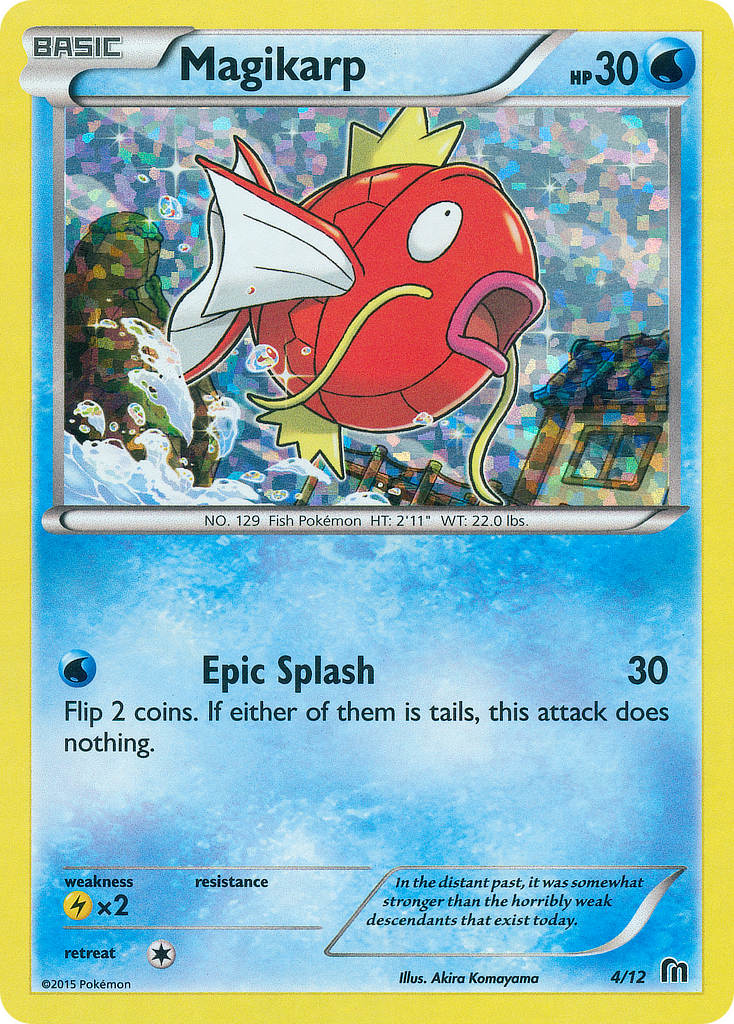 BASIC
Magikarp
HP 30
NO. 129 Fish Pokémon HT: 2'11" WT: 22.0 lbs.
Epic Splash 30
Flip 2 coins. If either of them is tails, this attack does
nothing.
weakness resistance
×2
retreat
In the distant past, it was somewhat
stronger than the horribly weak
descendants that exist today.
©2015 Pokémon
Illus. Akira Komayama
4/12 m